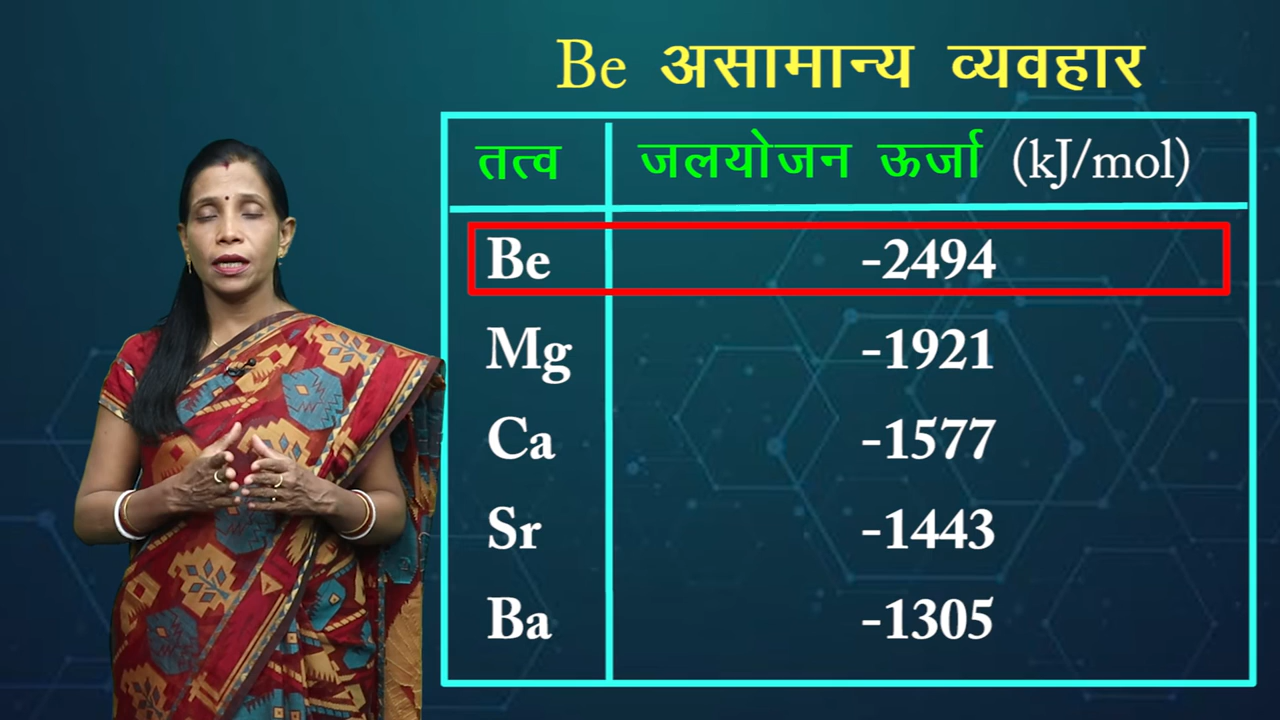 Be असामान्य व्यवहार
तत्व जलयोजन ऊर्जा (kJ/mol)
Be -2494
Mg -1921
Ca -1577
Sr -1443
Ba -1305